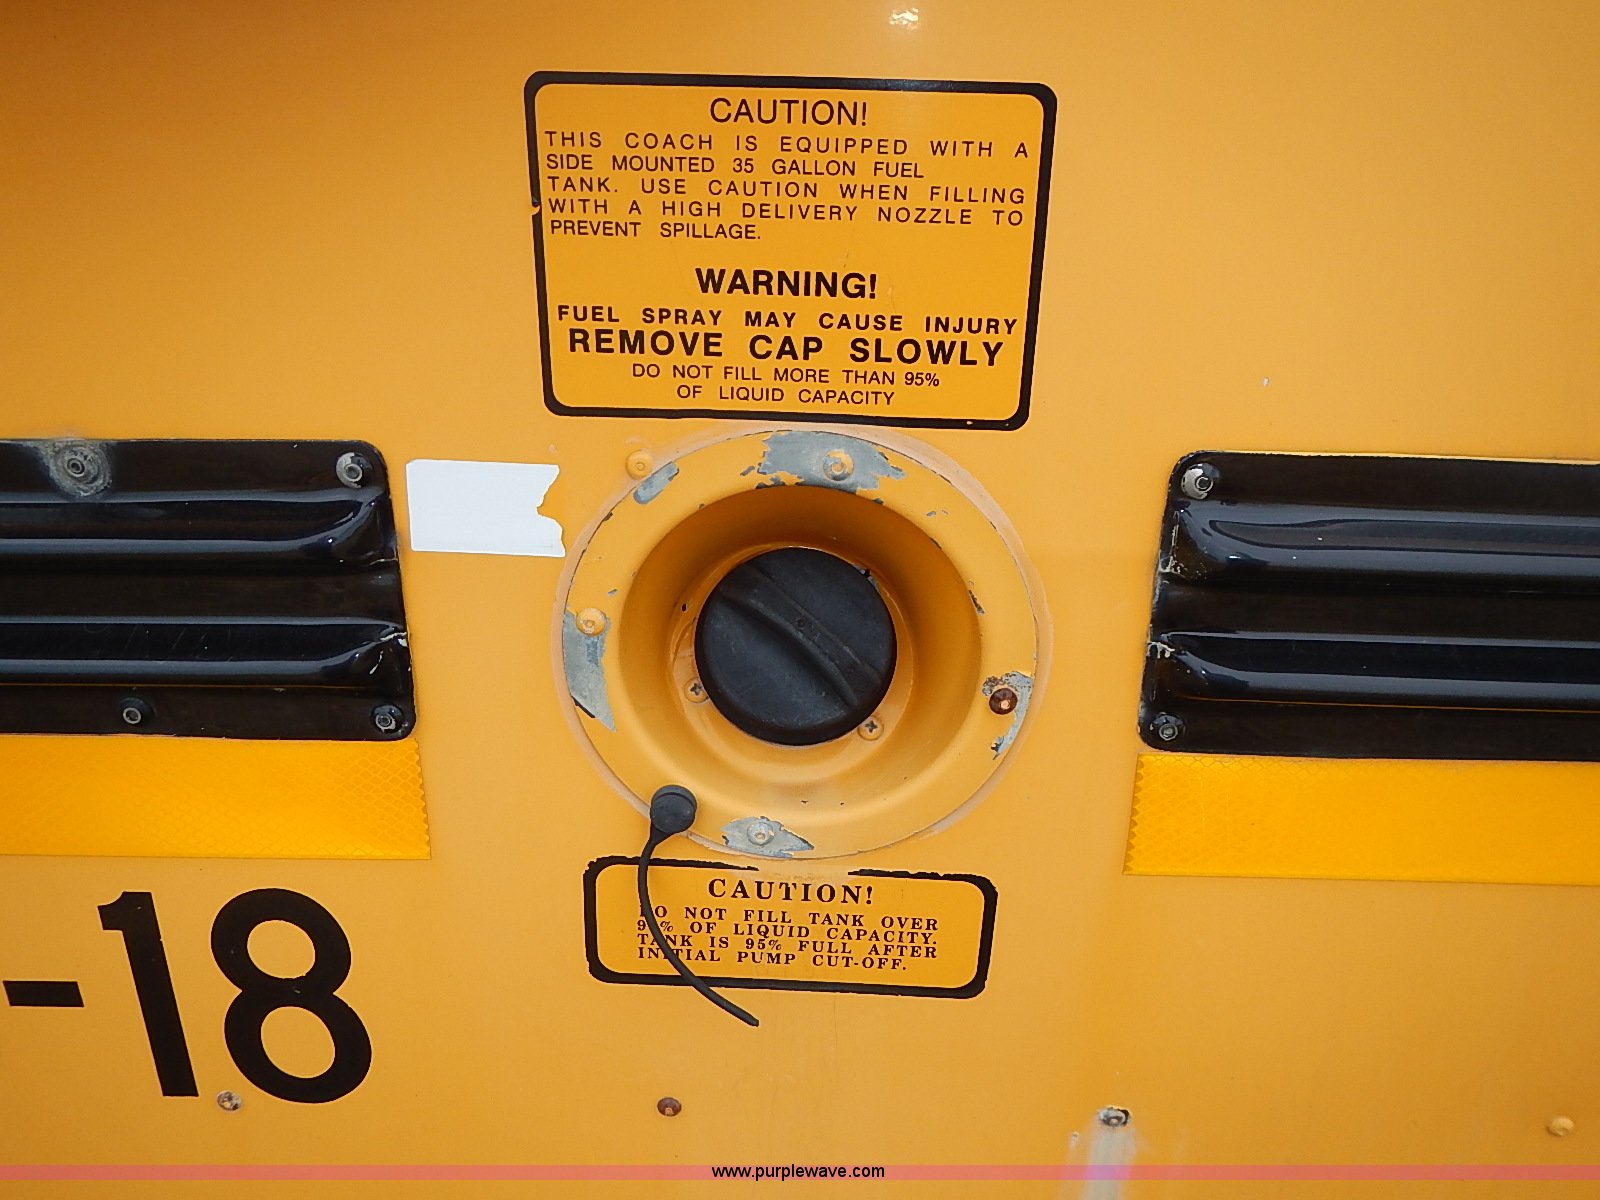 CAUTION!
THIS COACH IS EQUIPPED WITH A
SIDE MOUNTED 35 GALLON FUEL
TANK. USE CAUTION WHEN FILLING
WITH A HIGH DELIVERY NOZZLE TO
PREVENT SPILLAGE.
WARNING!
FUEL SPRAY MAY CAUSE INJURY
REMOVE CAP SLOWLY
DO NOT FILL MORE THAN 95%
OF LIQUID CAPACITY
CAUTION!
DO NOT FILL TANK OVER
95% OF LIQUID CAPACITY.
TANK IS 95% FULL AFTER
INITIAL PUMP CUT-OFF.
-18
www.purplewave.com